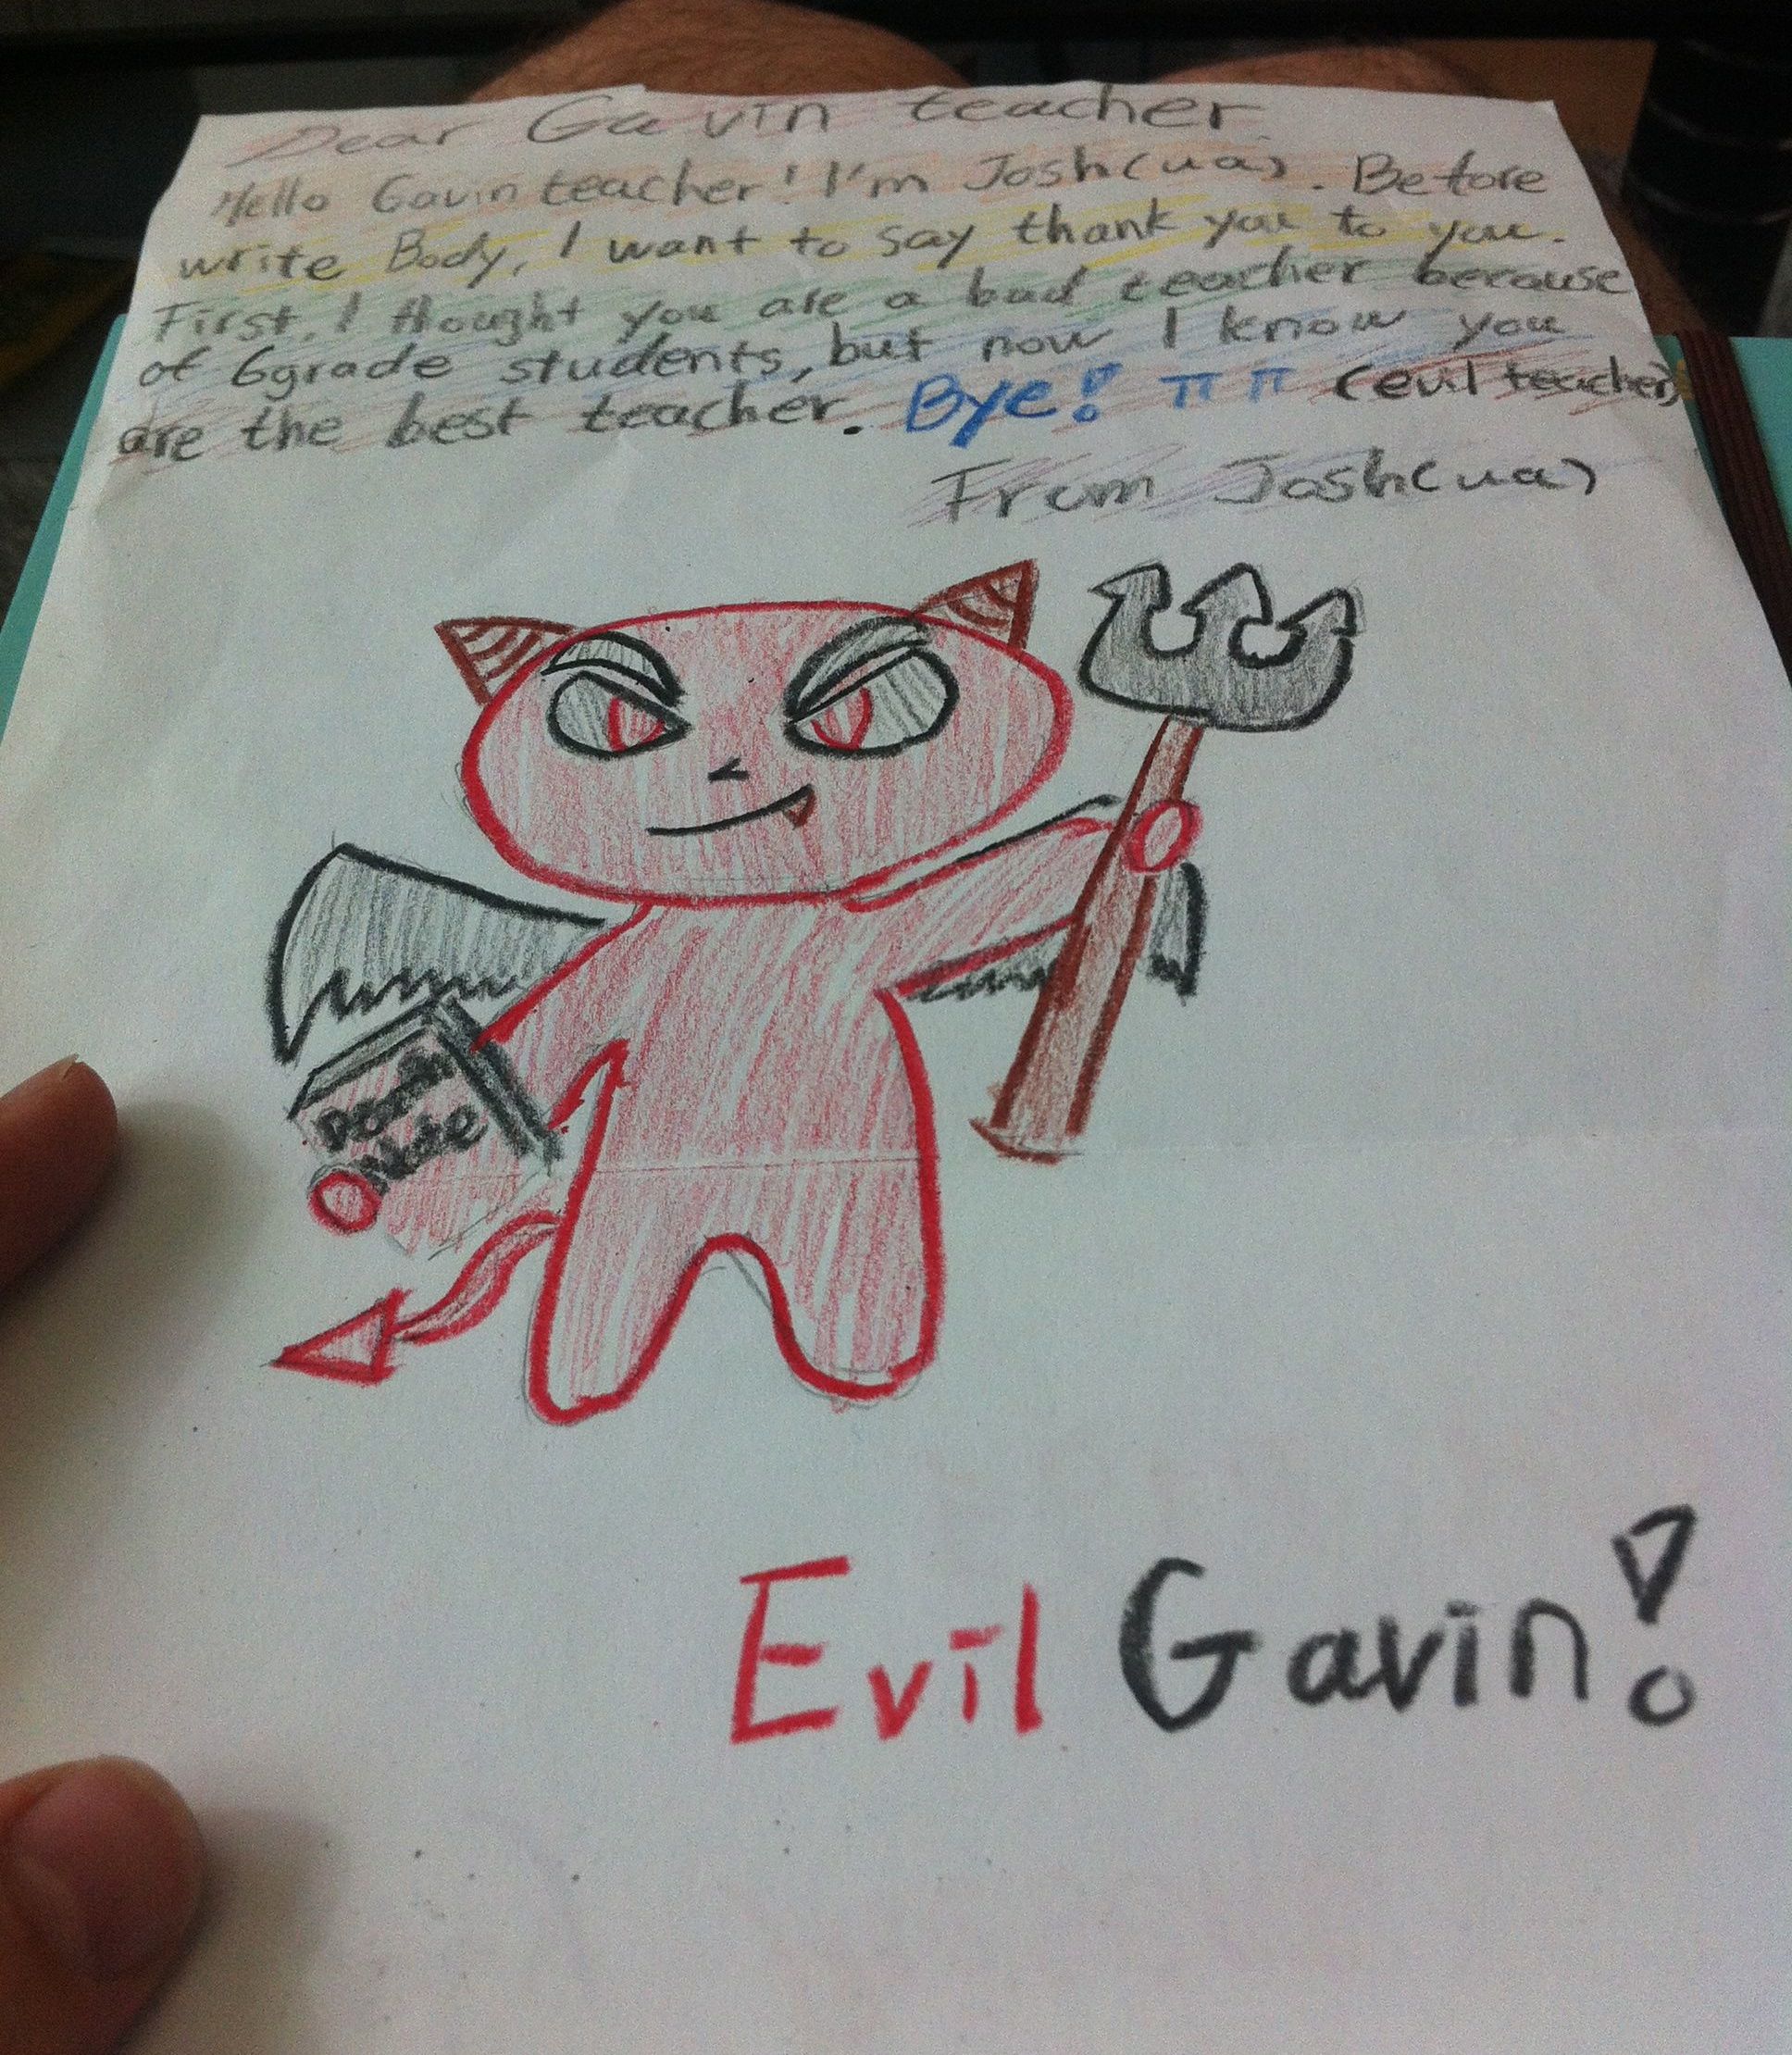 Dear Gavin teacher.
Hello Gavin teacher! I'm Josh(ua). Before
write Body, I want to say thank you to you.
First, I thought you are a bad teacher because
of 6grade students, but now I know you
are the best teacher. Bye! ㅠㅠ (evil teacher)
From Josh(ua)
Note
Evil Gavin!